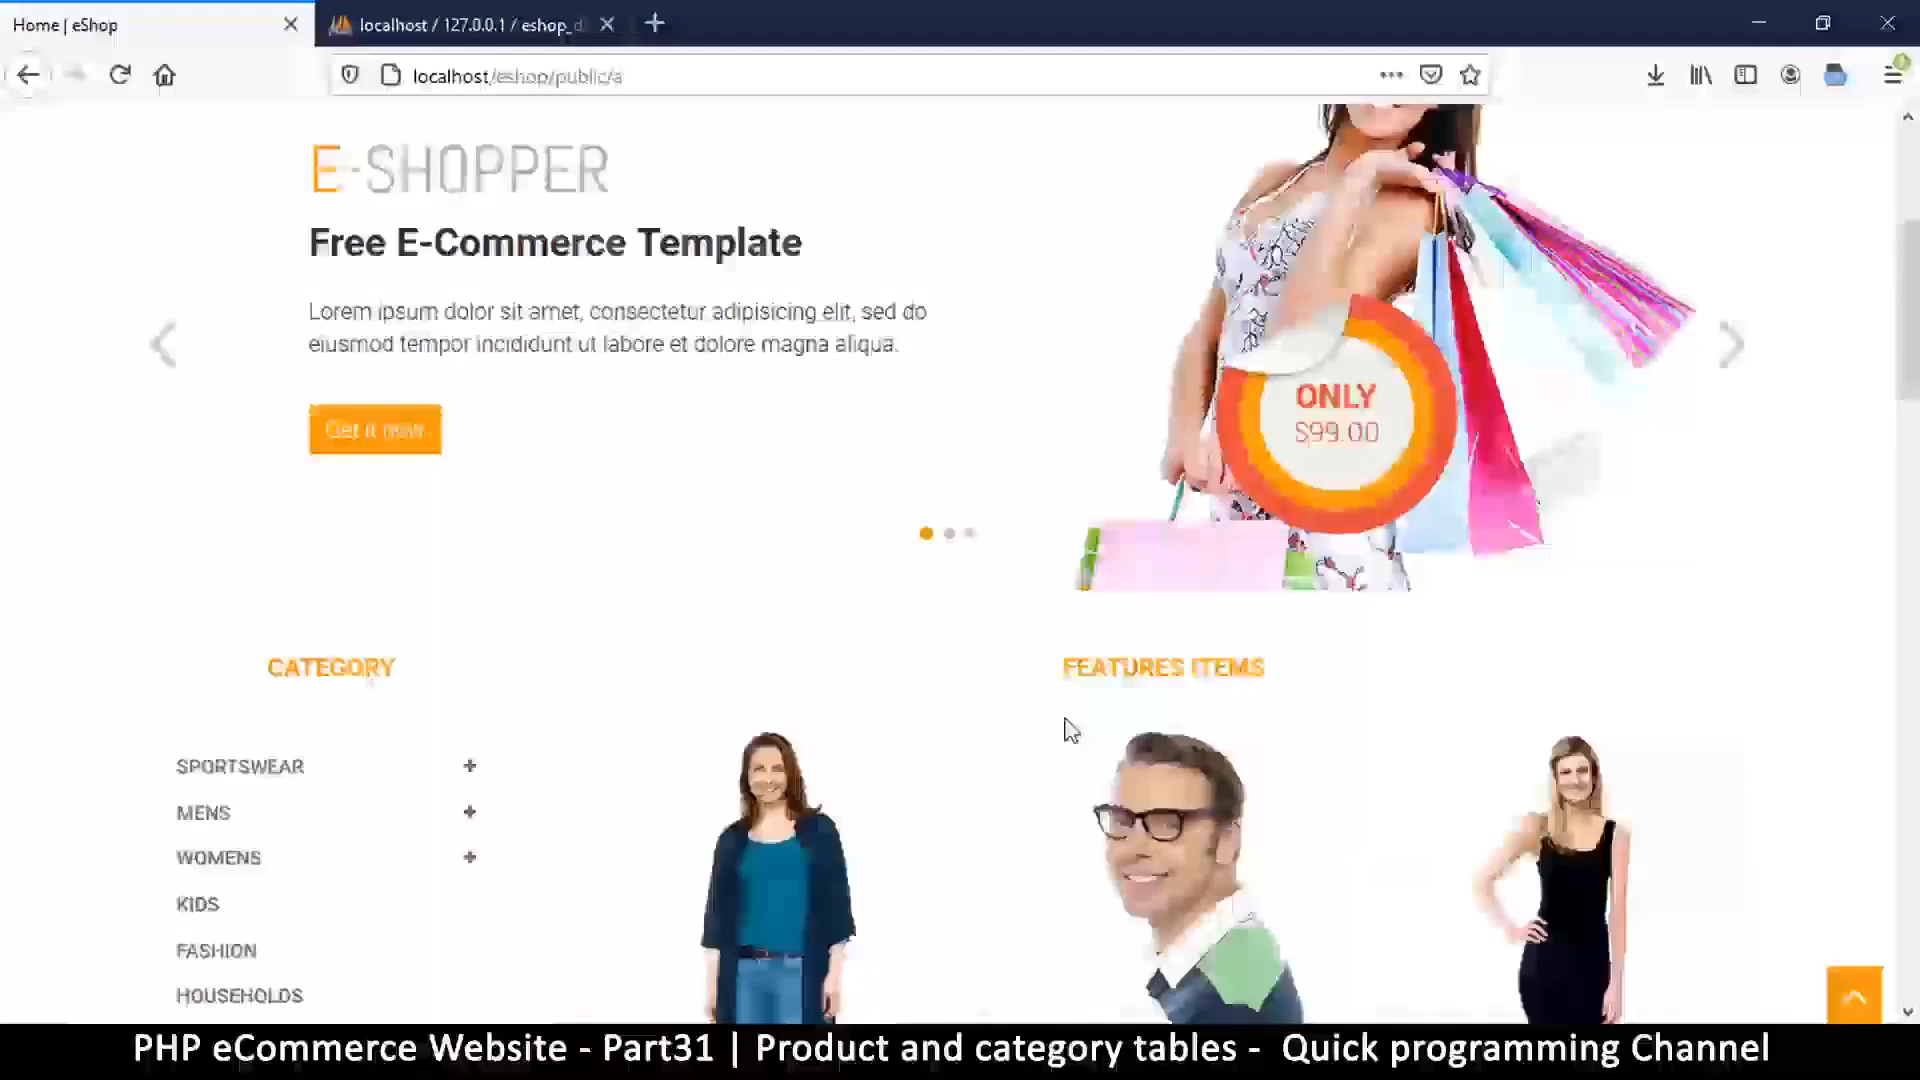 Home | eShop
localhost / 127.0.0.1 / eshop_d
localhost/eshop/public/a
E-SHOPPER
Free E-Commerce Template
Lorem ipsum dolor sit amet, consectetur adipisicing elit, sed do
eiusmod tempor incididunt ut labore et dolore magna aliqua.
Get it now
ONLY
$99.00
CATEGORY
FEATURES ITEMS
SPORTSWEAR
MENS
WOMENS
KIDS
FASHION
HOUSEHOLDS
PHP eCommerce Website - Part31 | Product and category tables - Quick programming Channel